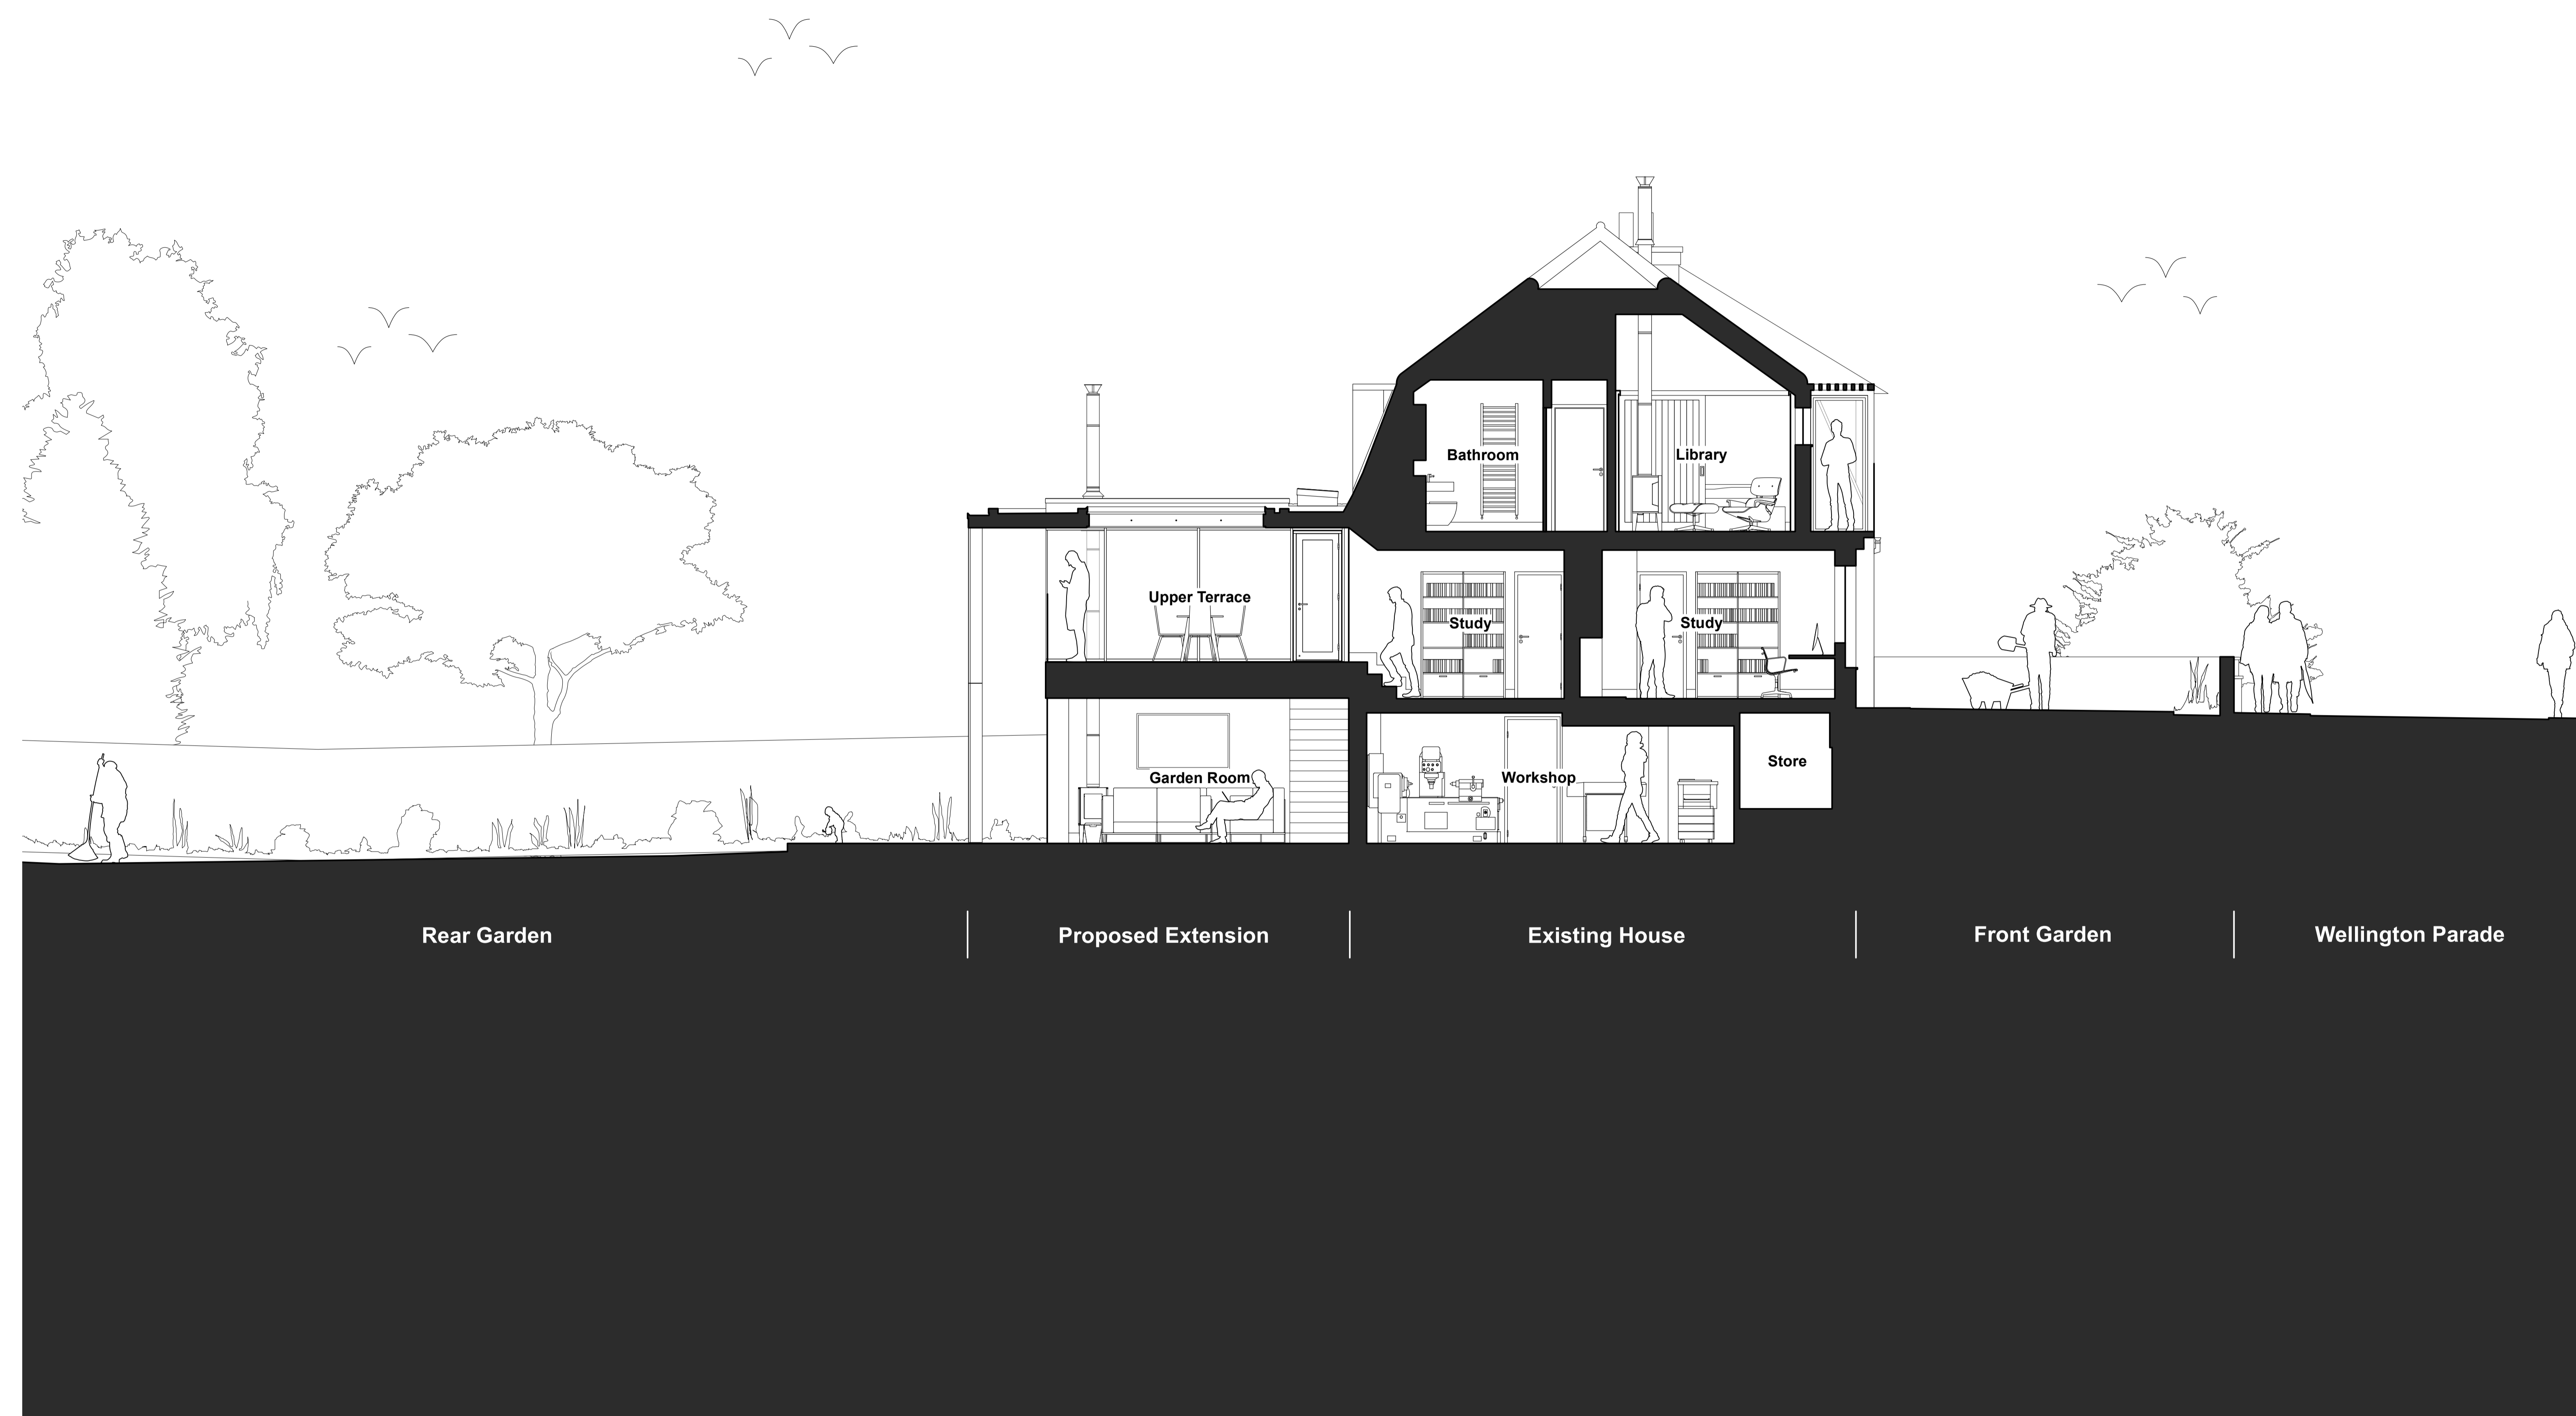 Bathroom
Library
Upper Terrace
Study
Study
Garden Room
Workshop
Store
Rear Garden
Proposed Extension
Existing House
Front Garden
Wellington Parade